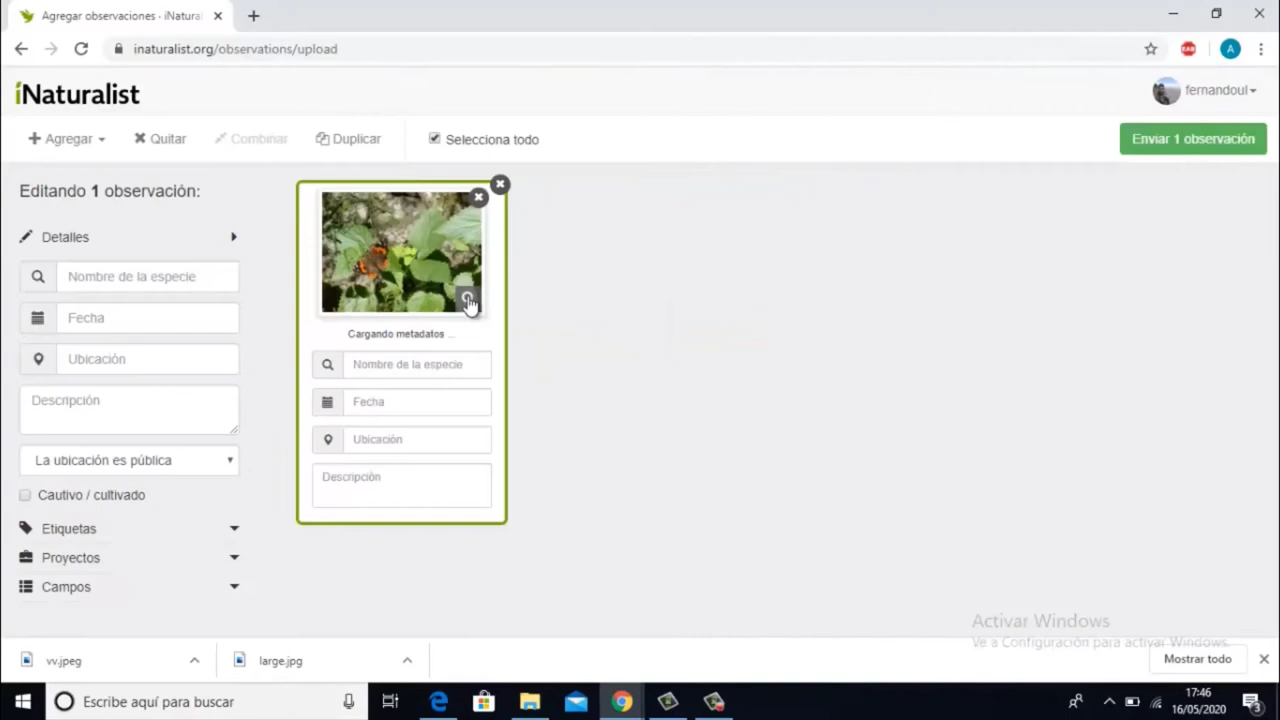 Agregar observaciones · iNatural
inaturalist.org/observations/upload
EAB
A
iNaturalist
fernandoul
Agregar
Quitar
Combinar
Duplicar
Selecciona todo
Enviar 1 observación
Editando 1 observación:
Detalles
Nombre de la especie
Fecha
Ubicación
Descripción
La ubicación es pública
Cautivo / cultivado
Etiquetas
Proyectos
Campos
Cargando metadatos ...
Nombre de la especie
Fecha
Ubicación
Descripción
Activar Windows
Ve a Configuración para activar Windows.
vv.jpeg
large.jpg
Mostrar todo
Escribe aquí para buscar
17:46
16/05/2020
3